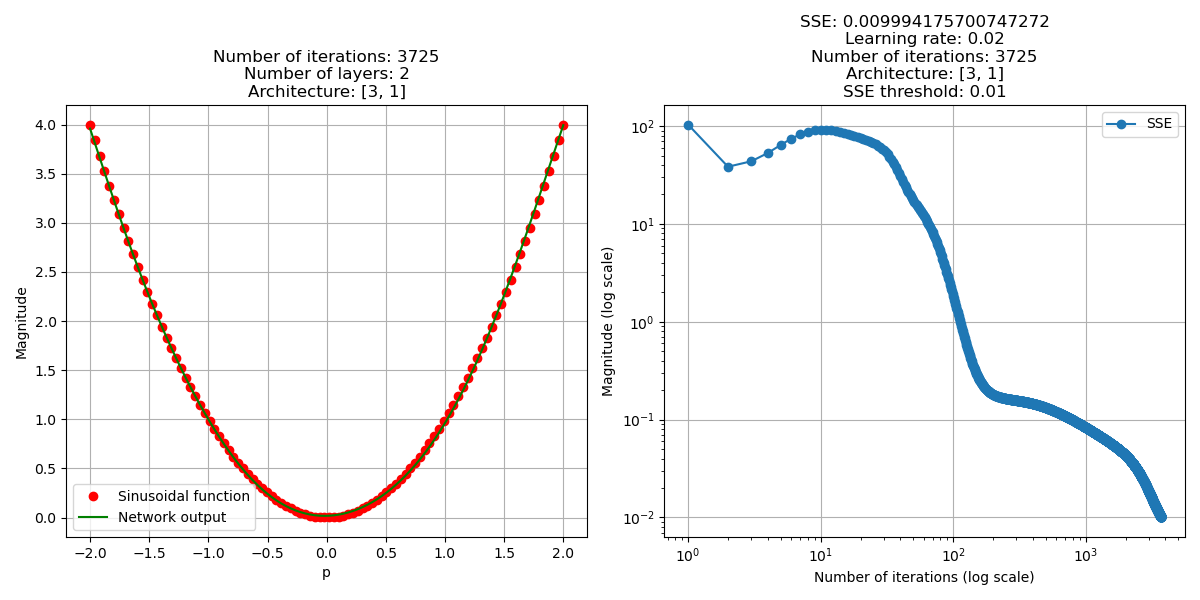 Number of iterations: 3725
Number of layers: 2
Architecture: [3, 1]
Magnitude
4.0
3.5
3.0
2.5
2.0
1.5
1.0
0.5
0.0
Sinusoidal function
Network output
−2.0 −1.5 −1.0 −0.5 0.0 0.5 1.0 1.5 2.0
p
SSE: 0.009994175700747272
Learning rate: 0.02
Number of iterations: 3725
Architecture: [3, 1]
SSE threshold: 0.01
Magnitude (log scale)
10²
10¹
10⁰
10⁻¹
10⁻²
SSE
10⁰ 10¹ 10² 10³
Number of iterations (log scale)